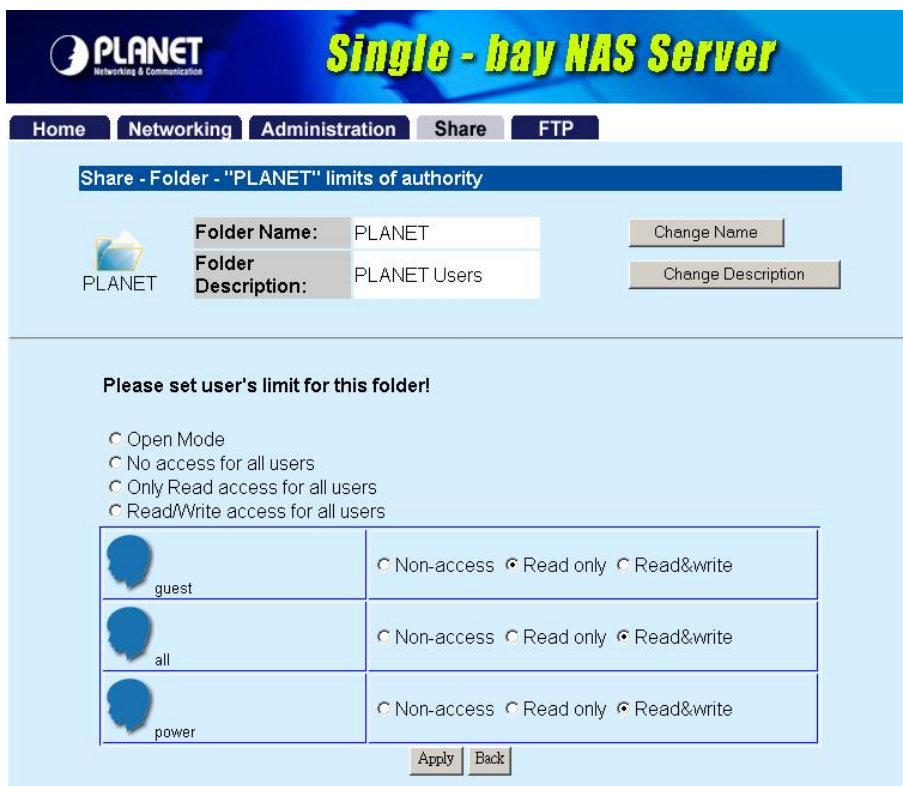 PLANET
Networking & Communication
Single - bay NAS Server
Home Networking Administration Share FTP
Share - Folder - "PLANET" limits of authority
PLANET
Folder Name: PLANET
Change Name
Folder Description: PLANET Users
Change Description
Please set user's limit for this folder!
Open Mode
No access for all users
Only Read access for all users
Read/Write access for all users
guest Non-access Read only Read&write
all Non-access Read only Read&write
power Non-access Read only Read&write
Apply Back